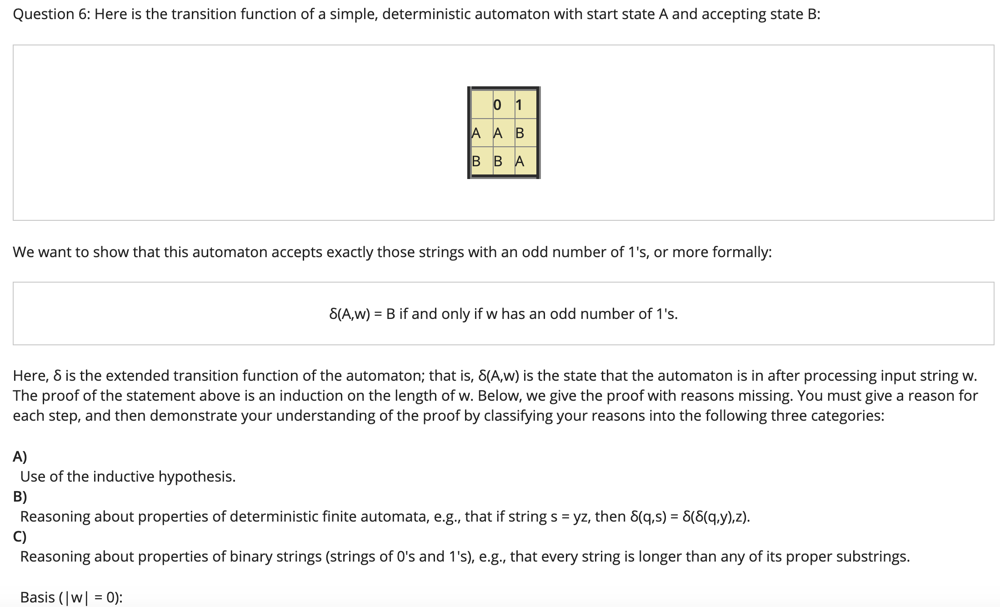 Question 6: Here is the transition function of a simple, deterministic automaton with start state A and accepting state B:
0 1
A A B
B B A
We want to show that this automaton accepts exactly those strings with an odd number of 1's, or more formally:
δ(A,w) = B if and only if w has an odd number of 1's.
Here, δ is the extended transition function of the automaton; that is, δ(A,w) is the state that the automaton is in after processing input string w.
The proof of the statement above is an induction on the length of w. Below, we give the proof with reasons missing. You must give a reason for
each step, and then demonstrate your understanding of the proof by classifying your reasons into the following three categories:
A)
Use of the inductive hypothesis.
B)
Reasoning about properties of deterministic finite automata, e.g., that if string s = yz, then δ(q,s) = δ(δ(q,y),z).
C)
Reasoning about properties of binary strings (strings of 0's and 1's), e.g., that every string is longer than any of its proper substrings.
Basis (|w| = 0):